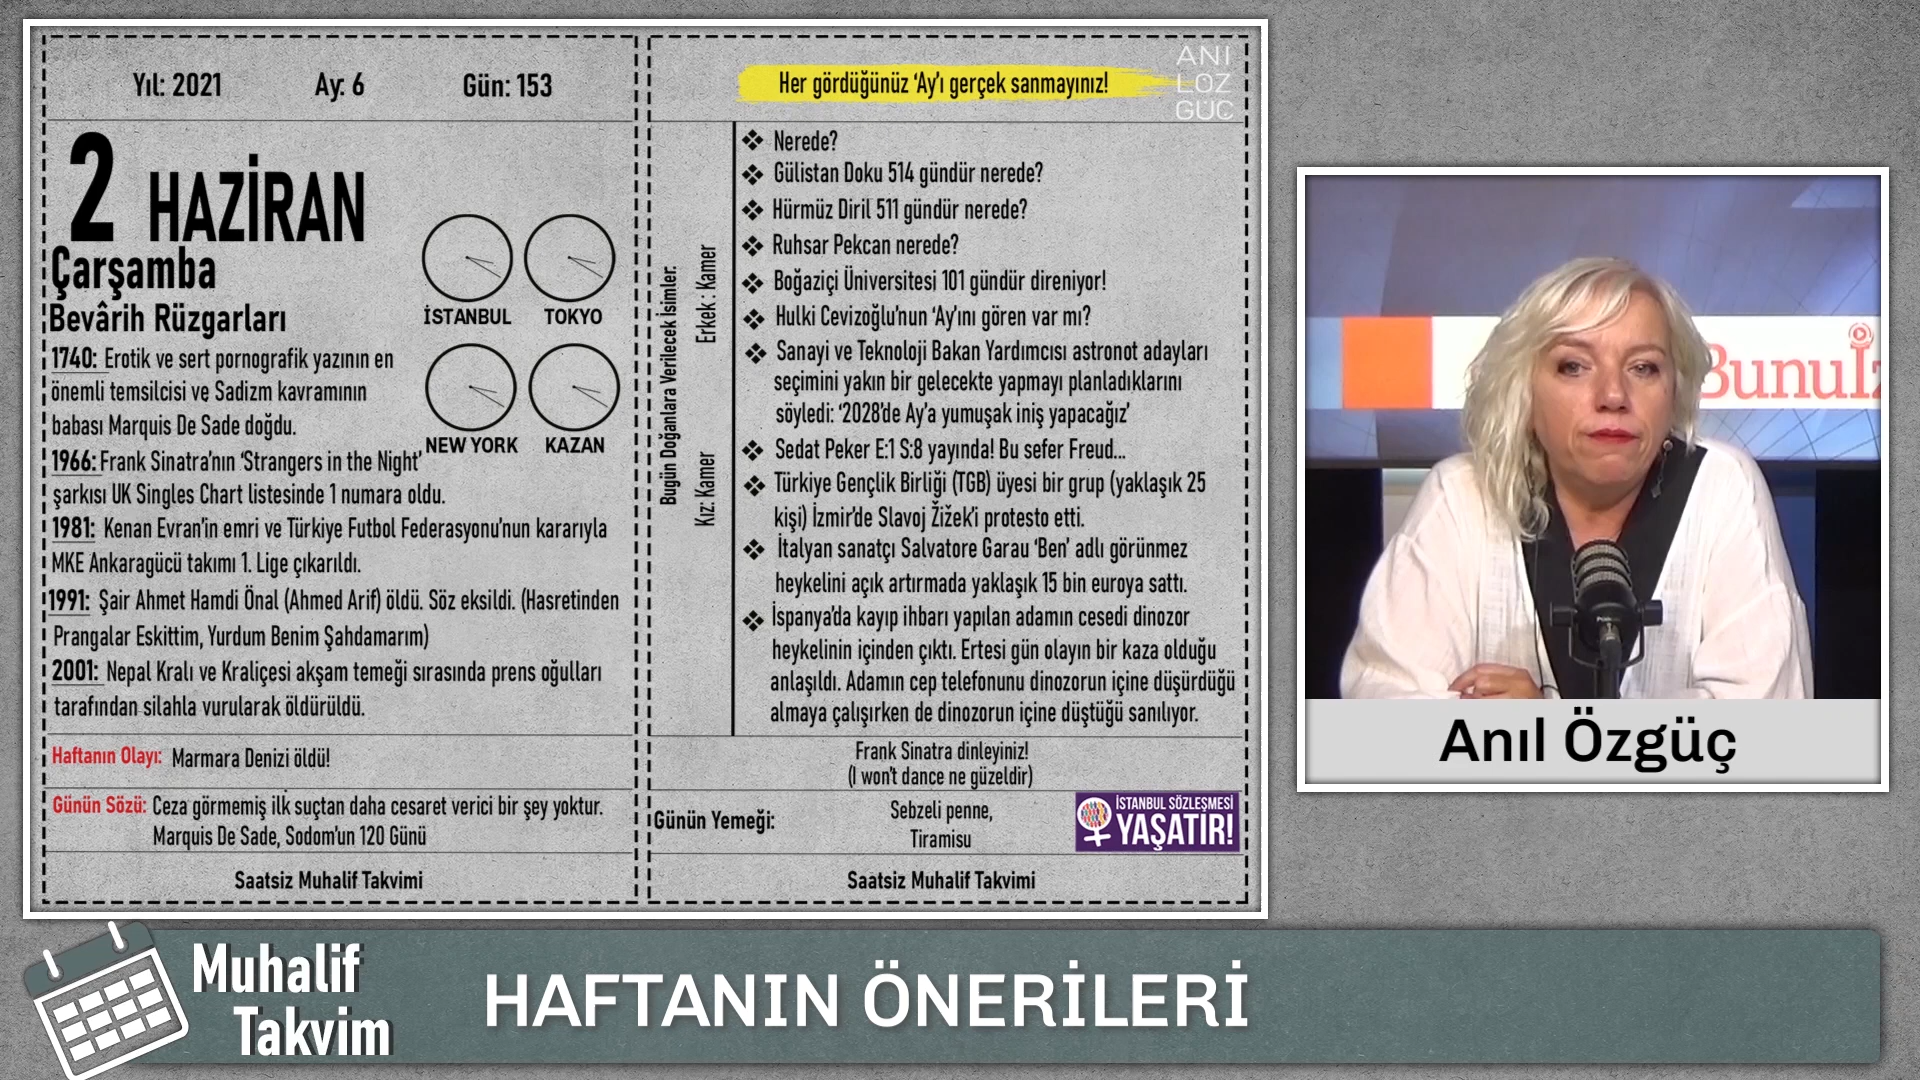 Yıl: 2021 Ay: 6 Gün: 153
2 HAZİRAN
Çarşamba
Bevârih Rüzgarları
İSTANBUL TOKYO
NEW YORK KAZAN
1740: Erotik ve sert pornografik yazının en
önemli temsilcisi ve Sadizm kavramının
babası Marquis De Sade doğdu.
1966: Frank Sinatra'nın 'Strangers in the Night'
şarkısı UK Singles Chart listesinde 1 numara oldu.
1981: Kenan Evran'in emri ve Türkiye Futbol Federasyonu'nun kararıyla
MKE Ankaragücü takımı 1. Lige çıkarıldı.
1991: Şair Ahmet Hamdi Önal (Ahmed Arif) öldü. Söz eksildi. (Hasretinden
Prangalar Eskittim, Yurdum Benim Şahdamarım)
2001: Nepal Kralı ve Kraliçesi akşam temeği sırasında prens oğulları
tarafından silahla vurularak öldürüldü.
Haftanın Olayı: Marmara Denizi öldü!
Günün Sözü: Ceza görmemiş ilk suçtan daha cesaret verici bir şey yoktur.
Marquis De Sade, Sodom'un 120 Günü
Saatsiz Muhalif Takvimi
Her gördüğünüz 'Ay'ı gerçek sanmayınız!
ANI
LÖZ
GÜÇ
Bugün Doğanlara Verilecek İsimler:
Erkek : Kamer
Kız: Kamer
❖ Nerede?
❖ Gülistan Doku 514 gündür nerede?
❖ Hürmüz Diril 511 gündür nerede?
❖ Ruhsar Pekcan nerede?
❖ Boğaziçi Üniversitesi 101 gündür direniyor!
❖ Hulki Cevizoğlu'nun 'Ay'ını gören var mı?
❖ Sanayi ve Teknoloji Bakan Yardımcısı astronot adayları
seçimini yakın bir gelecekte yapmayı planladıklarını
söyledi: '2028'de Ay'a yumuşak iniş yapacağız'
❖ Sedat Peker E:1 S:8 yayında! Bu sefer Freud...
❖ Türkiye Gençlik Birliği (TGB) üyesi bir grup (yaklaşık 25
kişi) İzmir'de Slavoj Žižek'i protesto etti.
❖ İtalyan sanatçı Salvatore Garau 'Ben' adlı görünmez
heykelini açık artırmada yaklaşık 15 bin euroya sattı.
❖ İspanya'da kayıp ihbarı yapılan adamın cesedi dinozor
heykelinin içinden çıktı. Ertesi gün olayın bir kaza olduğu
anlaşıldı. Adamın cep telefonunu dinozorun içine düşürdüğü
almaya çalışırken de dinozorun içine düştüğü sanılıyor.
Frank Sinatra dinleyiniz!
(I won't dance ne güzeldir)
Günün Yemeği: Sebzeli penne,
Tiramisu
İSTANBUL SÖZLEŞMESİ
YAŞATIR!
Saatsiz Muhalif Takvimi
Bunuİz
Anıl Özgüç
Muhalif
Takvim
HAFTANIN ÖNERİLERİ